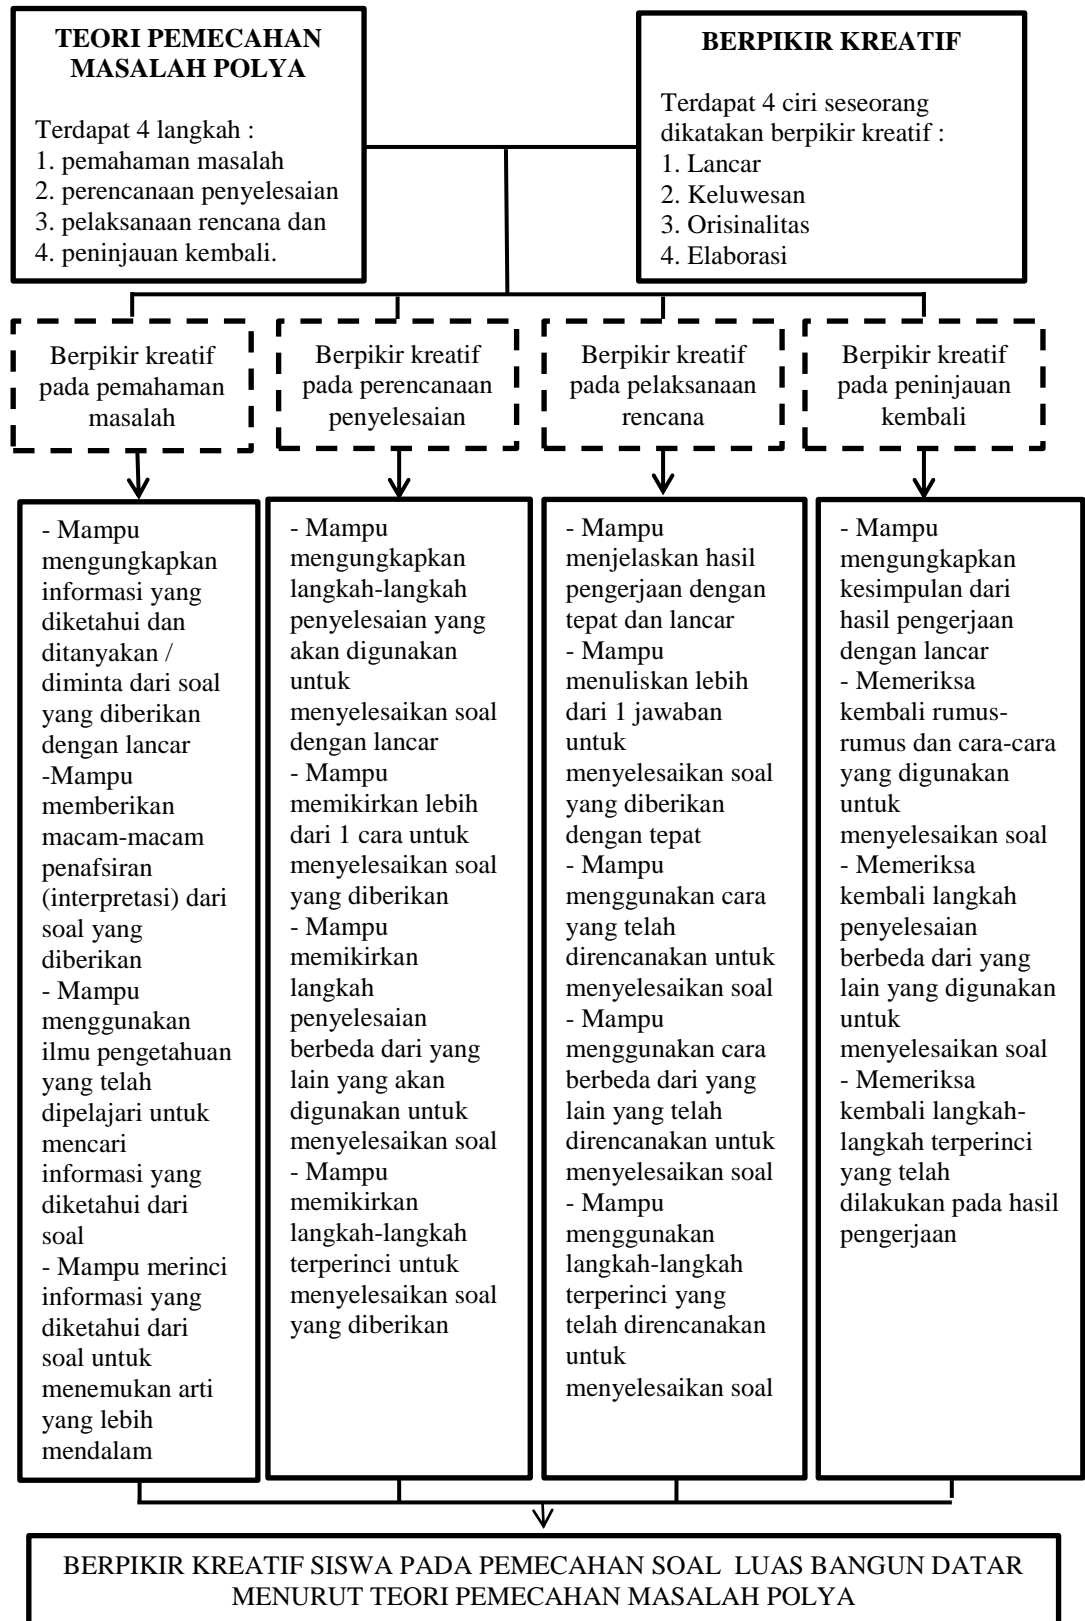 TEORI PEMECAHAN
MASALAH POLYA
Terdapat 4 langkah :
1. pemahaman masalah
2. perencanaan penyelesaian
3. pelaksanaan rencana dan
4. peninjauan kembali.
BERPIKIR KREATIF
Terdapat 4 ciri seseorang
dikatakan berpikir kreatif :
1. Lancar
2. Keluwesan
3. Orisinalitas
4. Elaborasi
Berpikir kreatif
pada pemahaman
masalah
Berpikir kreatif
pada perencanaan
penyelesaian
Berpikir kreatif
pada pelaksanaan
rencana
Berpikir kreatif
pada peninjauan
kembali
- Mampu
mengungkapkan
informasi yang
diketahui dan
ditanyakan /
diminta dari soal
yang diberikan
dengan lancar
-Mampu
memberikan
macam-macam
penafsiran
(interpretasi) dari
soal yang
diberikan
- Mampu
menggunakan
ilmu pengetahuan
yang telah
dipelajari untuk
mencari
informasi yang
diketahui dari
soal
- Mampu merinci
informasi yang
diketahui dari
soal untuk
menemukan arti
yang lebih
mendalam
- Mampu
mengungkapkan
langkah-langkah
penyelesaian yang
akan digunakan
untuk
menyelesaikan soal
dengan lancar
- Mampu
memikirkan lebih
dari 1 cara untuk
menyelesaikan soal
yang diberikan
- Mampu
memikirkan
langkah
penyelesaian
berbeda dari yang
lain yang akan
digunakan untuk
menyelesaikan soal
- Mampu
memikirkan
langkah-langkah
terperinci untuk
menyelesaikan soal
yang diberikan
- Mampu
menjelaskan hasil
pengerjaan dengan
tepat dan lancar
- Mampu
menuliskan lebih
dari 1 jawaban
untuk
menyelesaikan soal
yang diberikan
dengan tepat
- Mampu
menggunakan cara
yang telah
direncanakan untuk
menyelesaikan soal
- Mampu
menggunakan cara
berbeda dari yang
lain yang telah
direncanakan untuk
menyelesaikan soal
- Mampu
menggunakan
langkah-langkah
terperinci yang
telah direncanakan
untuk
menyelesaikan soal
- Mampu
mengungkapkan
kesimpulan dari
hasil pengerjaan
dengan lancar
- Memeriksa
kembali rumus-
rumus dan cara-cara
yang digunakan
untuk
menyelesaikan soal
- Memeriksa
kembali langkah
penyelesaian
berbeda dari yang
lain yang digunakan
untuk
menyelesaikan soal
- Memeriksa
kembali langkah-
langkah terperinci
yang telah
dilakukan pada hasil
pengerjaan
BERPIKIR KREATIF SISWA PADA PEMECAHAN SOAL LUAS BANGUN DATAR
MENURUT TEORI PEMECAHAN MASALAH POLYA